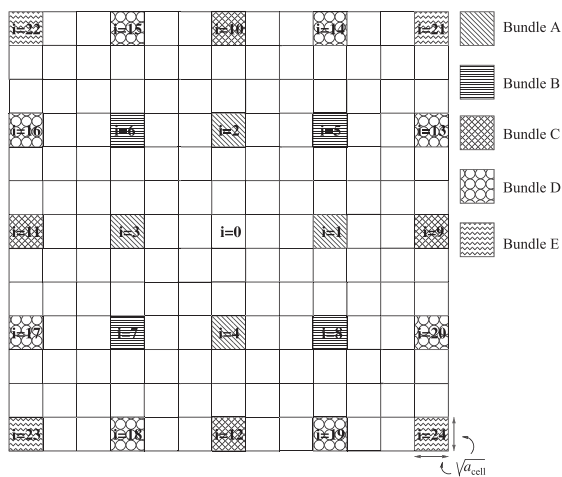 i=22 i=15 i=10 i=14 i=21 Bundle A
Bundle B
i=16 i=6 i=2 i=5 i=13 Bundle C
Bundle D
i=11 i=3 i=0 i=1 i=9 Bundle E
i=17 i=7 i=4 i=8 i=20
i=23 i=18 i=12 i=19 i=24
√a_cell